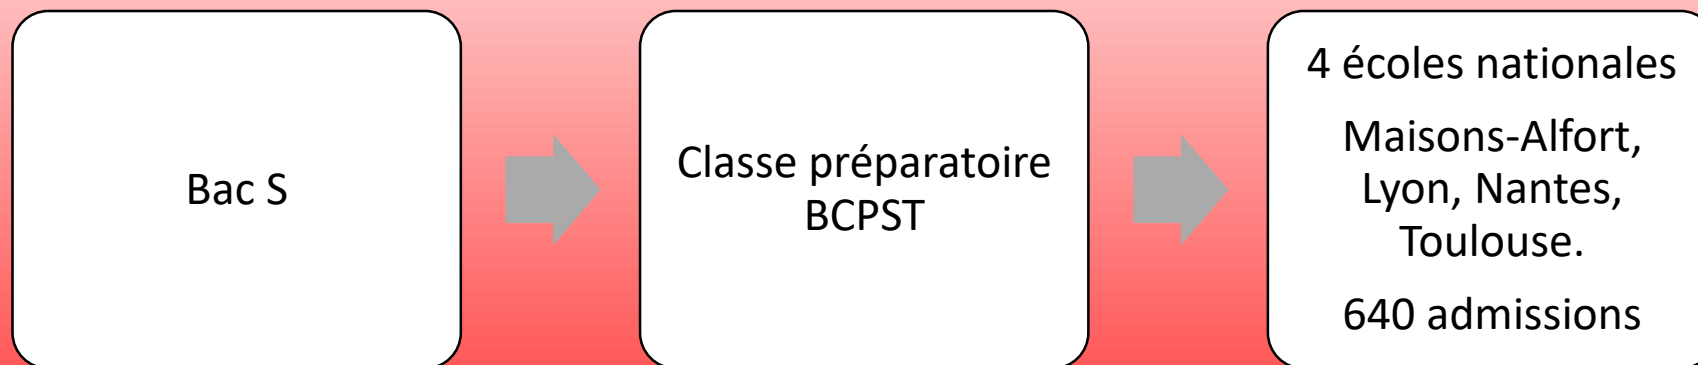 Bac S
Classe préparatoire
BCPST
4 écoles nationales
Maisons-Alfort,
Lyon, Nantes,
Toulouse.
640 admissions